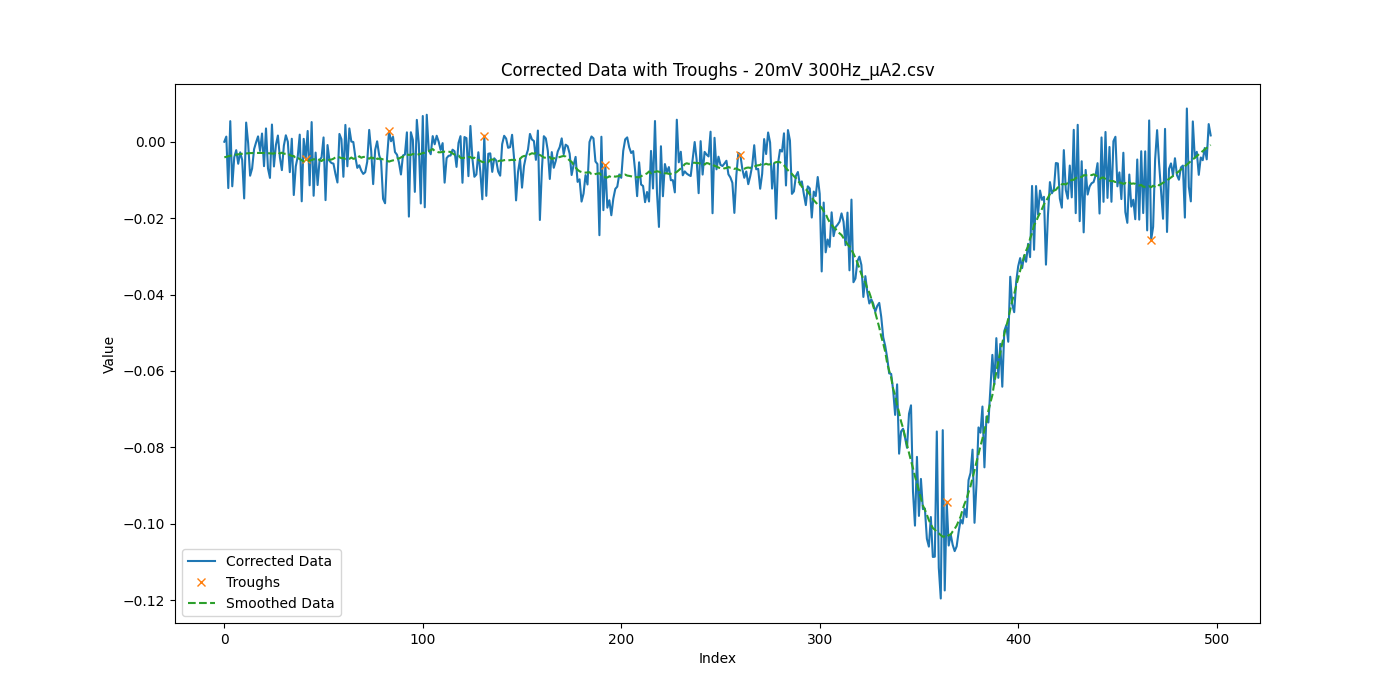 Corrected Data with Troughs - 20mV 300Hz_μA2.csv
0.00
−0.02
−0.04
−0.06
−0.08
−0.10
−0.12
Value
Corrected Data
Troughs
Smoothed Data
0
100
200
300
400
500
Index